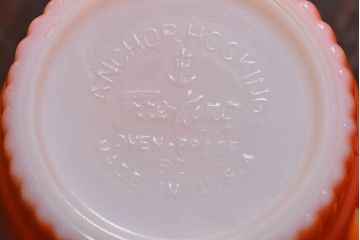 ANCHOR HOCKING
Fire-King
OVEN-PROOF
MADE IN U.S.A.